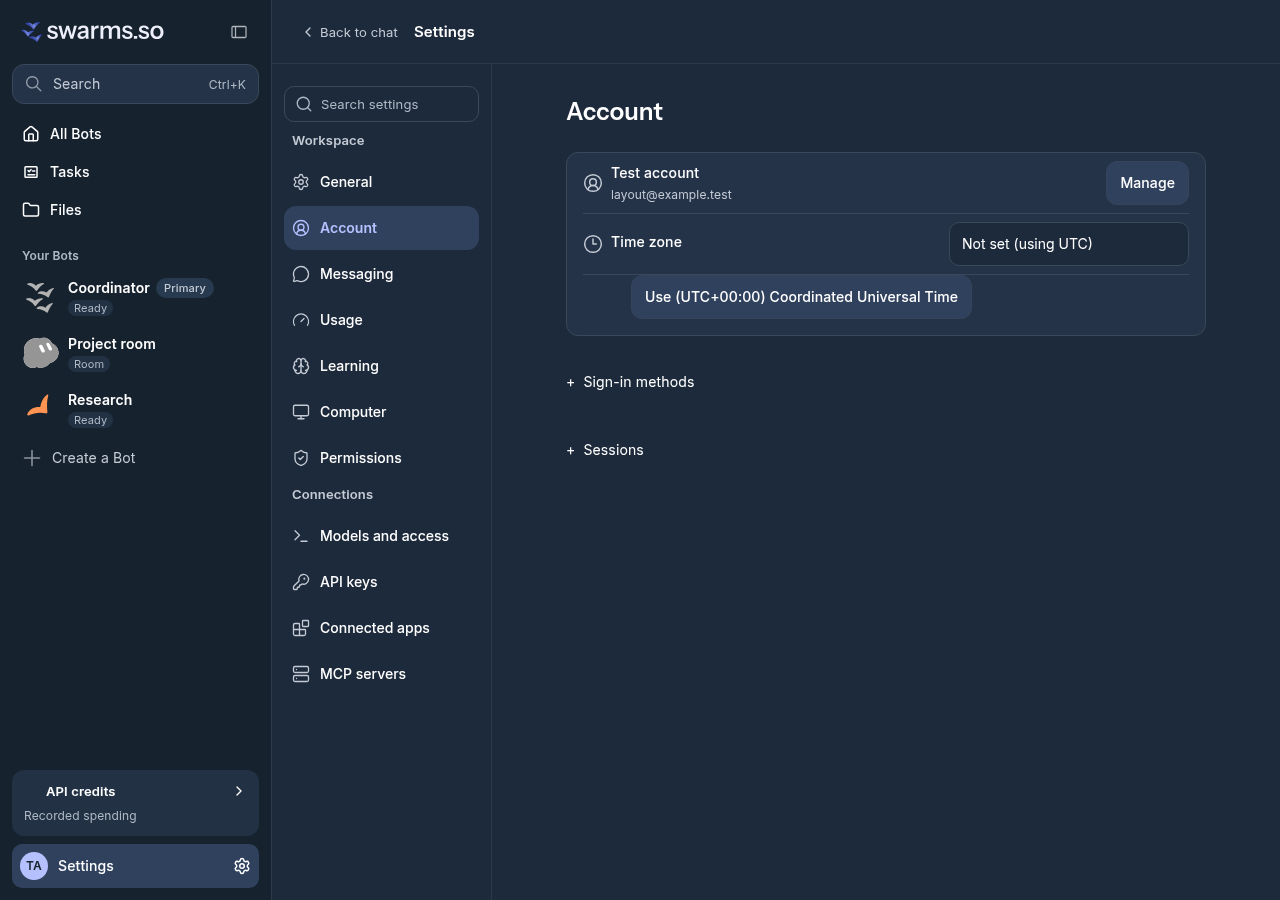 swarms.so
Search Ctrl+K
All Bots
Tasks
Files
Your Bots
Coordinator Primary
Ready
Project room
Room
Research
Ready
Create a Bot
API credits
Recorded spending
TA Settings
Back to chat Settings
Search settings
Workspace
General
Account
Messaging
Usage
Learning
Computer
Permissions
Connections
Models and access
API keys
Connected apps
MCP servers
Account
Test account
layout@example.test
Manage
Time zone
Not set (using UTC)
Use (UTC+00:00) Coordinated Universal Time
+ Sign-in methods
+ Sessions